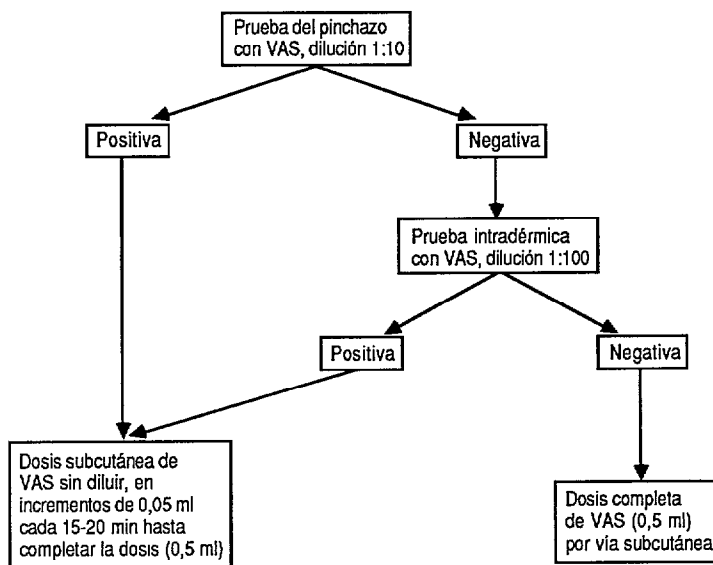 Prueba del pinchazo
con VAS, dilución 1:10
Positiva
Negativa
Prueba intradérmica
con VAS, dilución 1:100
Positiva
Negativa
Dosis subcutánea de
VAS sin diluir, en
incrementos de 0,05 ml
cada 15-20 min hasta
completar la dosis (0,5 ml)
Dosis completa
de VAS (0,5 ml)
por vía subcutánea